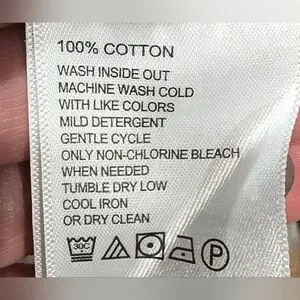 100% COTTON
WASH INSIDE OUT
MACHINE WASH COLD
WITH LIKE COLORS
MILD DETERGENT
GENTLE CYCLE
ONLY NON-CHLORINE BLEACH
WHEN NEEDED
TUMBLE DRY LOW
COOL IRON
OR DRY CLEAN
30C P